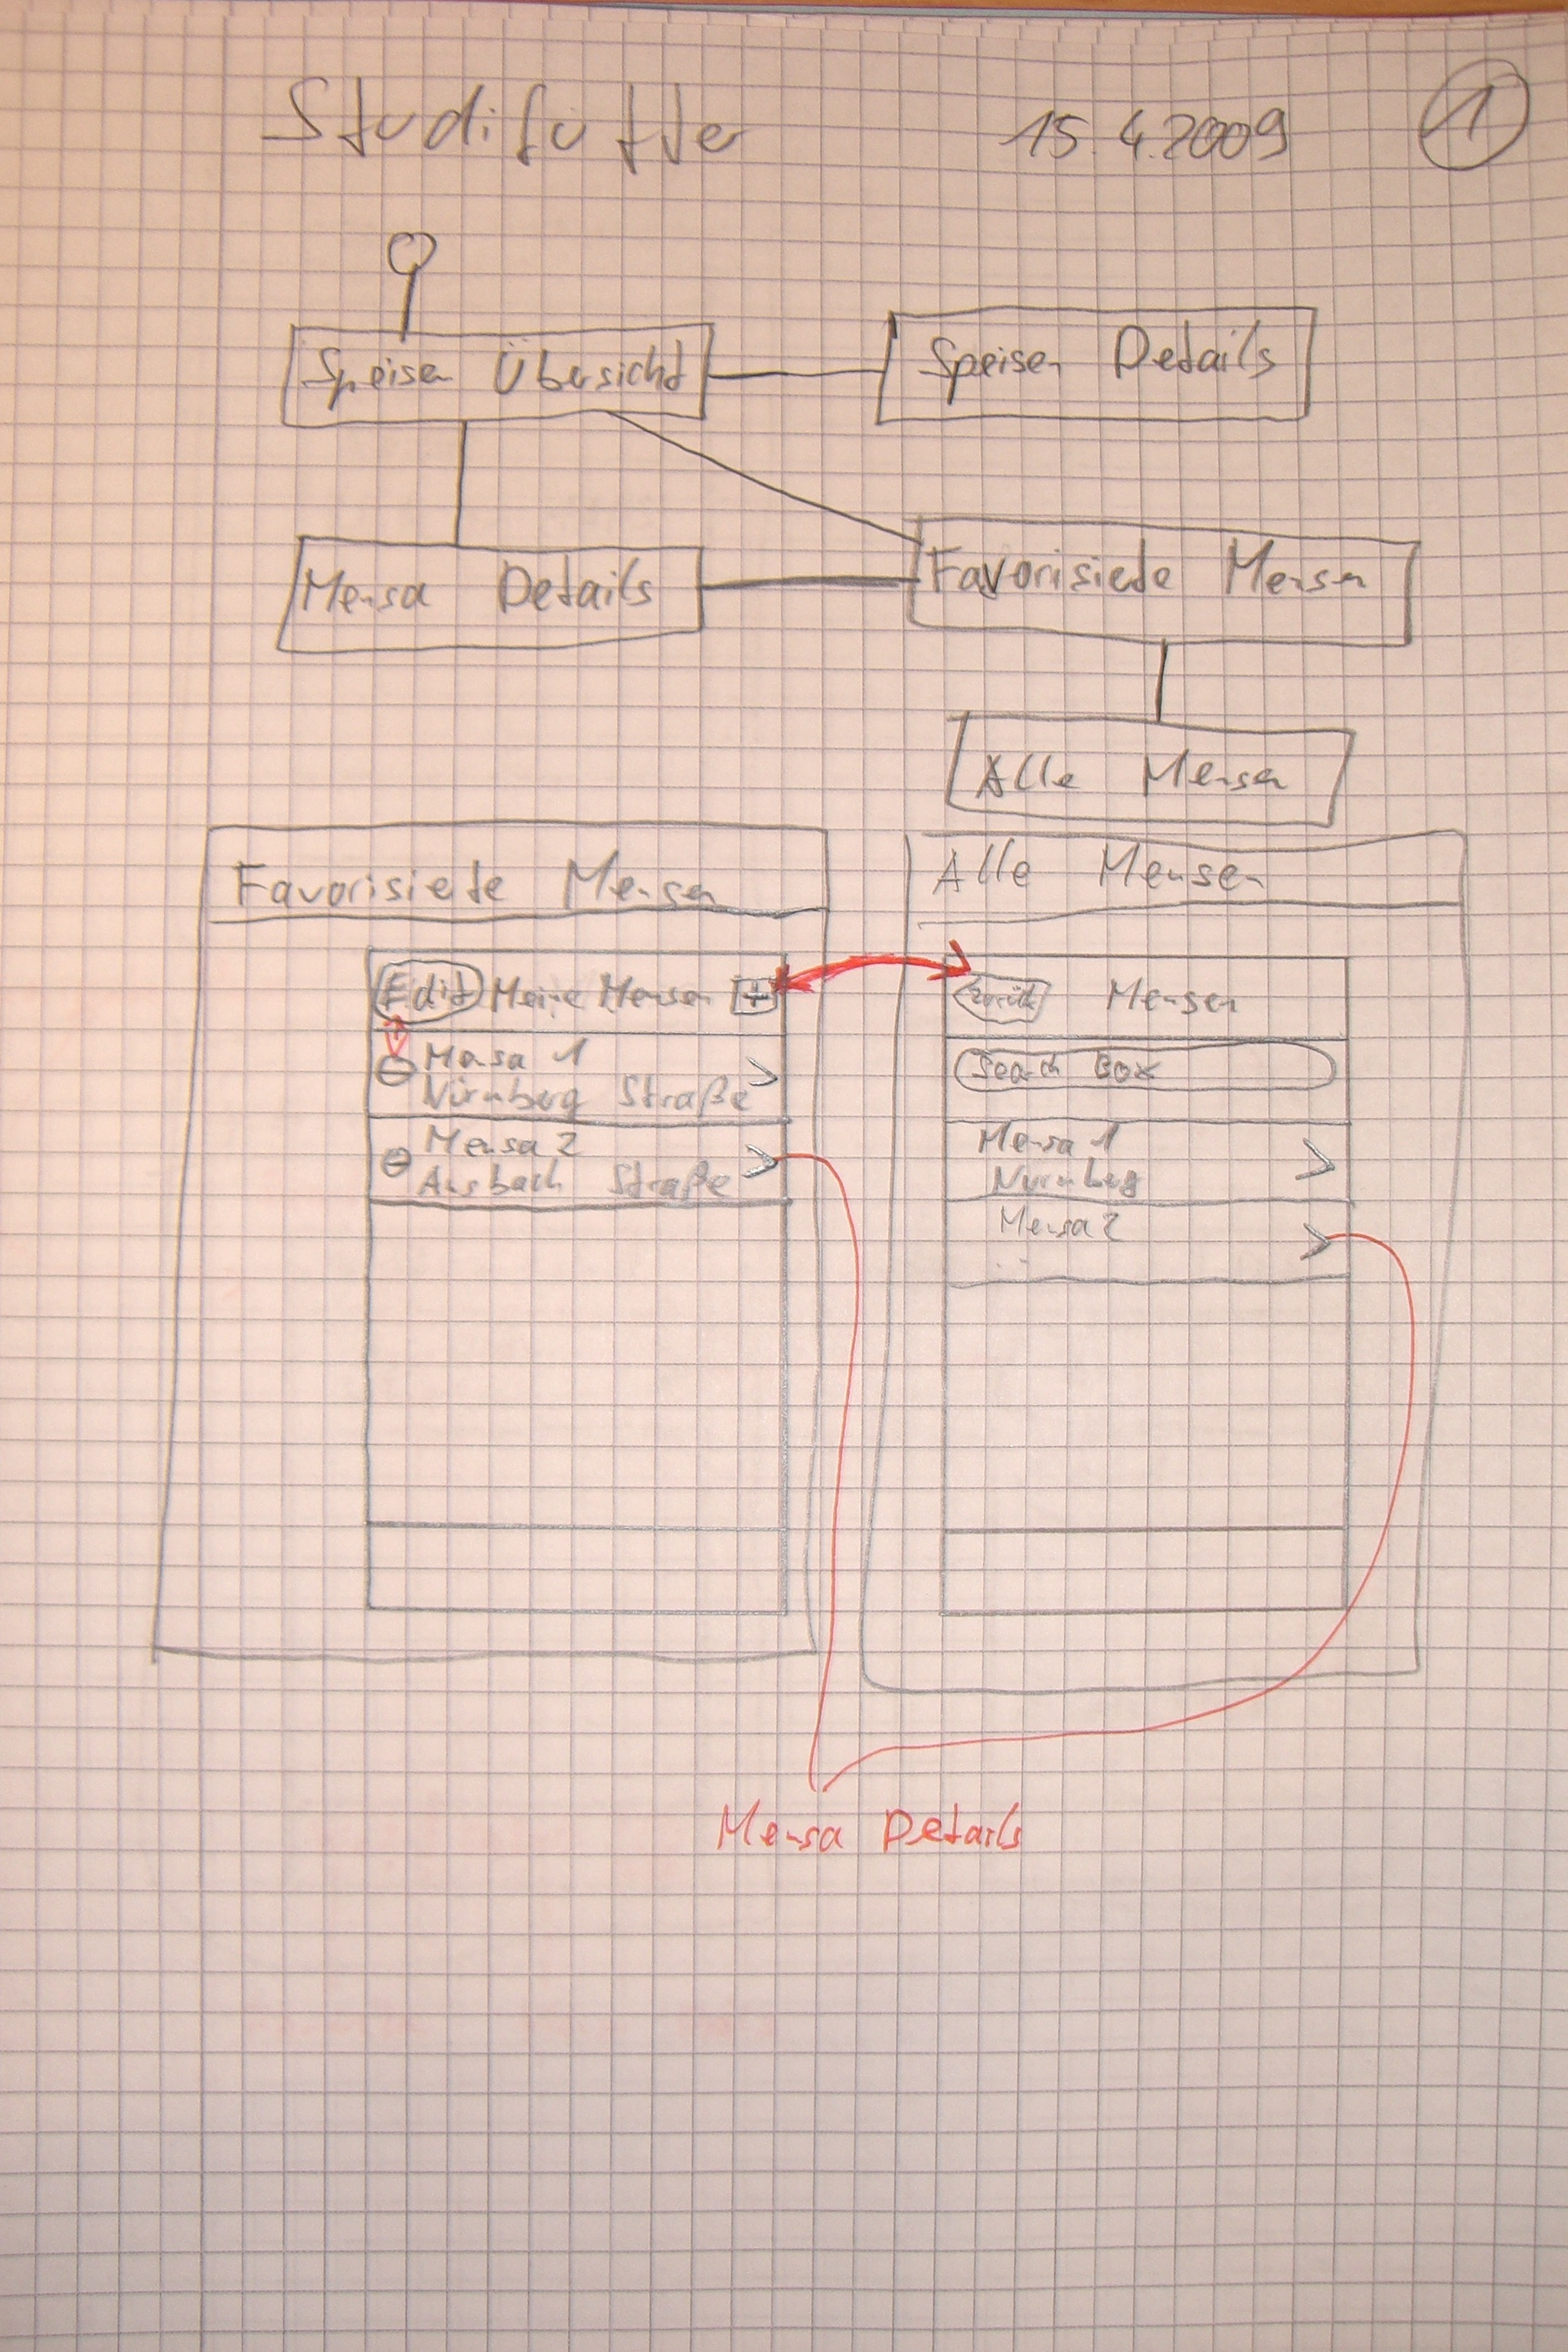 Studifutter 15.4.2009 1
Speisen Übersicht
Speisen Details
Mensa Details
Favorisierte Mensen
Alle Mensen
Favorisierte Mensen
Edit Meine Mensen +
Mensa 1
Nürnberg Straße
Mensa 2
Ansbach Straße
Alle Mensen
Zurück Mensen
Search Box
Mensa 1
Nürnberg
Mensa 2
...
Mensa Details